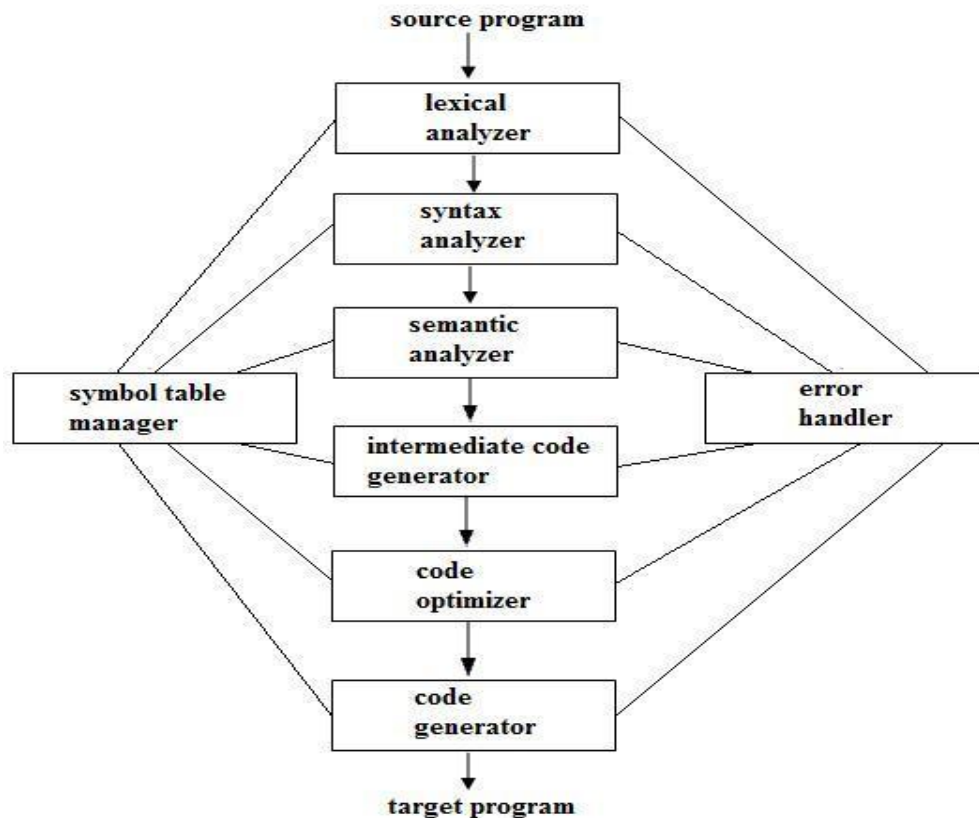 source program
lexical
analyzer
syntax
analyzer
semantic
analyzer
symbol table
manager
error
handler
intermediate code
generator
code
optimizer
code
generator
target program